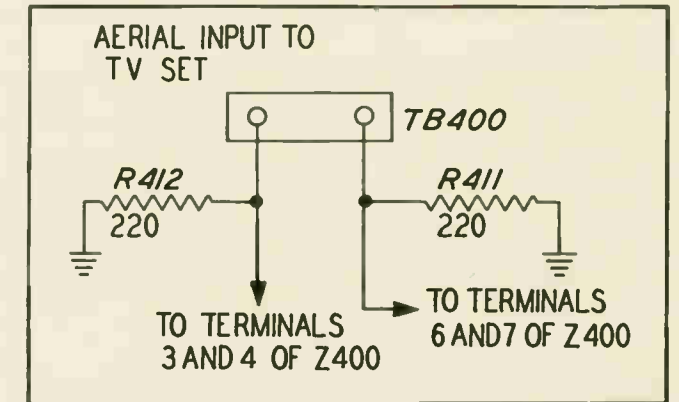 AERIAL INPUT TO
TV SET
TB400
R412
220
R411
220
TO TERMINALS
3 AND 4 OF Z400
TO TERMINALS
6 AND 7 OF Z400